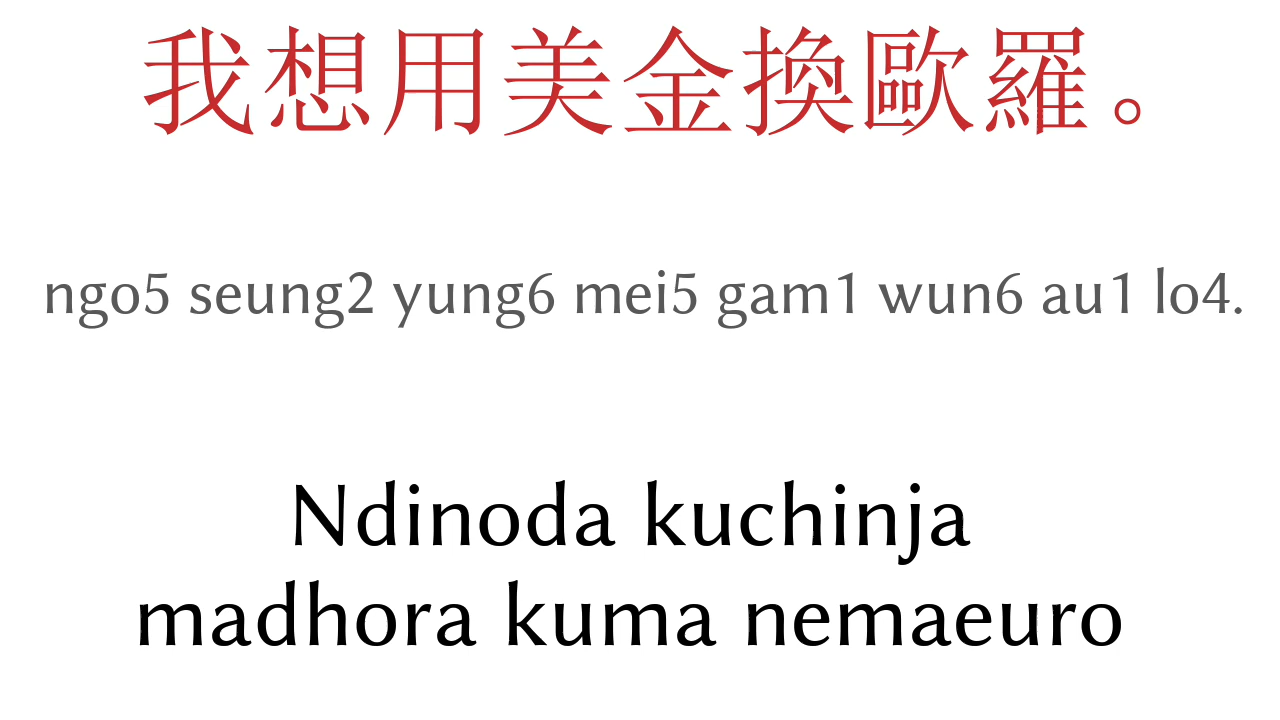 我想用美金換歐羅。
ngo5 seung2 yung6 mei5 gam1 wun6 au1 lo4.
Ndinoda kuchinja
madhora kuma nemaeuro